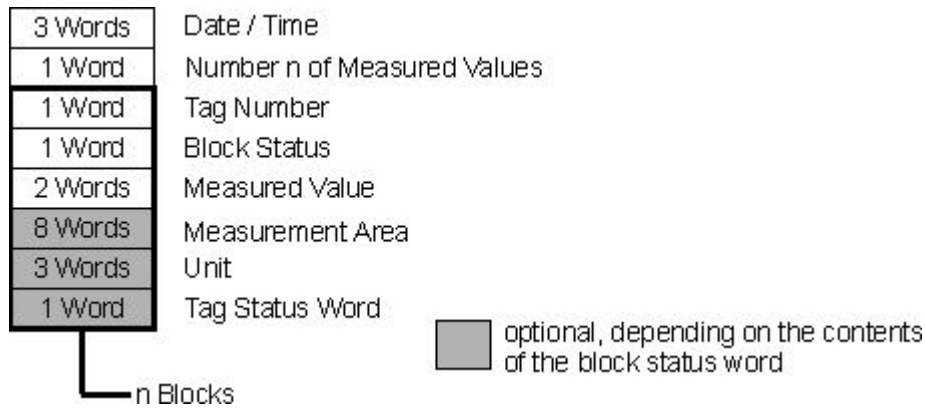 3 Words Date / Time
1 Word Number n of Measured Values
1 Word Tag Number
1 Word Block Status
2 Words Measured Value
8 Words Measurement Area
3 Words Unit
1 Word Tag Status Word
optional, depending on the contents
of the block status word
n Blocks